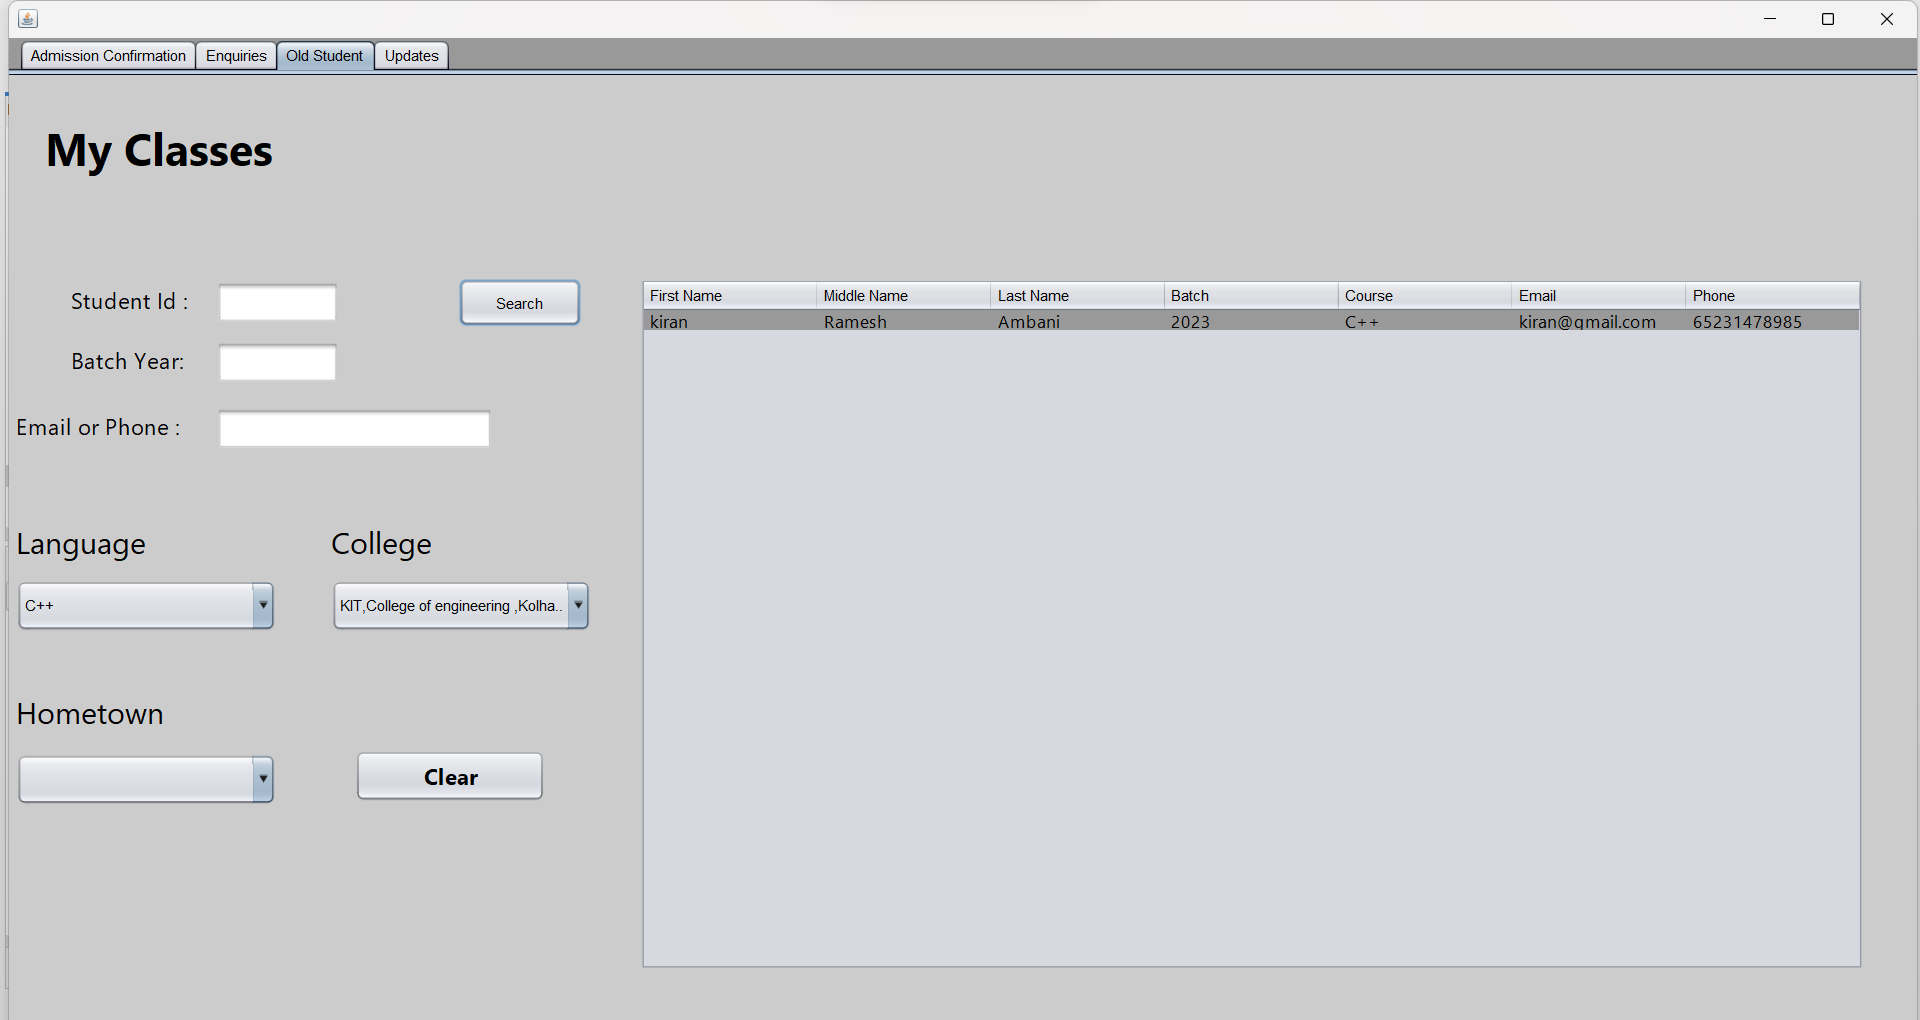 Admission Confirmation Enquiries Old Student Updates
My Classes
Student Id :
Search
Batch Year:
Email or Phone :
Language College
C++ KIT,College of engineering ,Kolha..
Hometown
Clear
First Name Middle Name Last Name Batch Course Email Phone
kiran Ramesh Ambani 2023 C++ kiran@gmail.com 65231478985